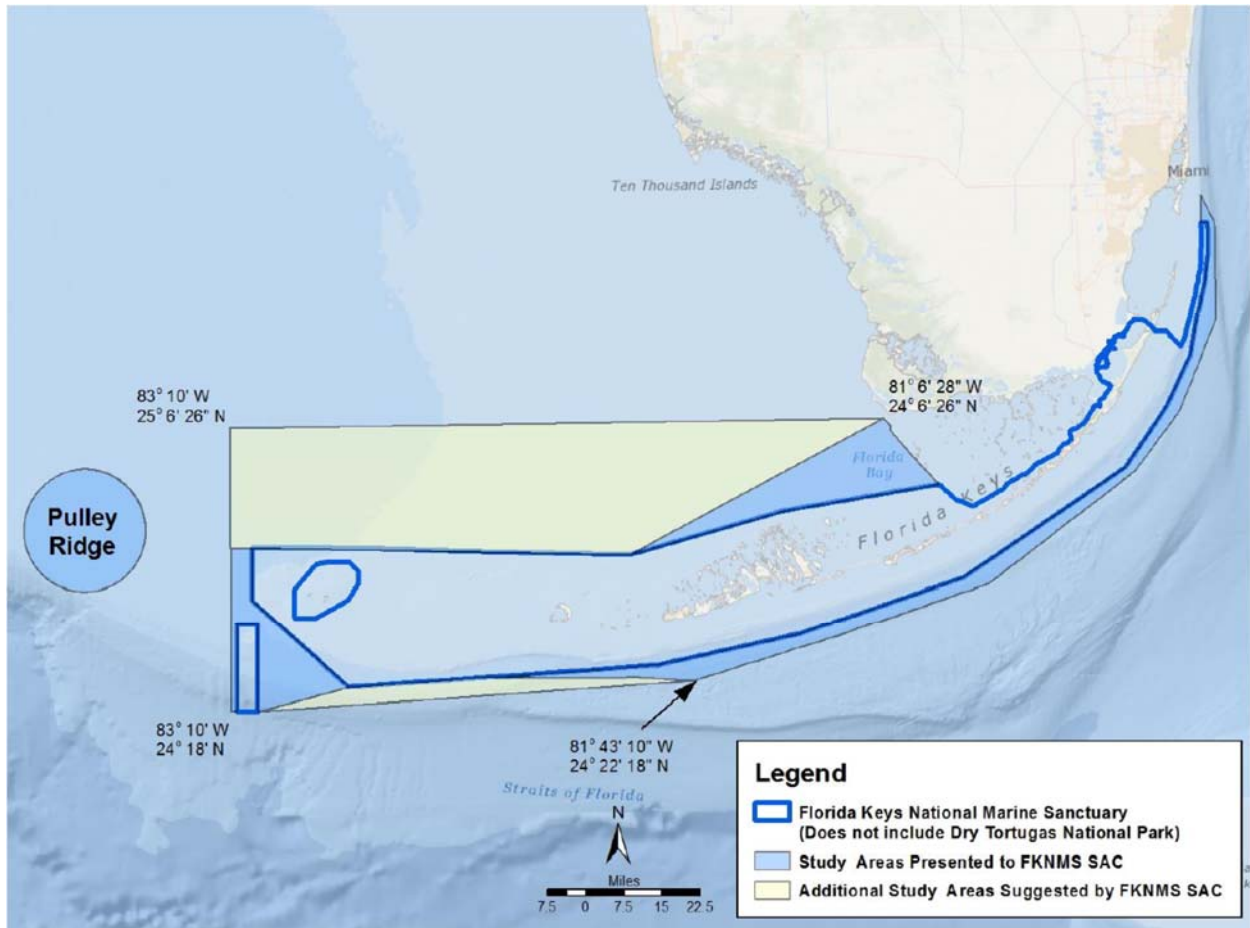 Miami
Ten Thousand Islands
83° 10' W
25° 6' 26" N
81° 6' 28" W
24° 6' 26" N
Florida
Bay
Florida Keys
Pulley
Ridge
83° 10' W
24° 18' N
81° 43' 10" W
24° 22' 18" N
Straits of Florida
N
Miles
7.5 0 7.5 15 22.5
Legend
Florida Keys National Marine Sanctuary
(Does not include Dry Tortugas National Park)
Study Areas Presented to FKNMS SAC
Additional Study Areas Suggested by FKNMS SAC